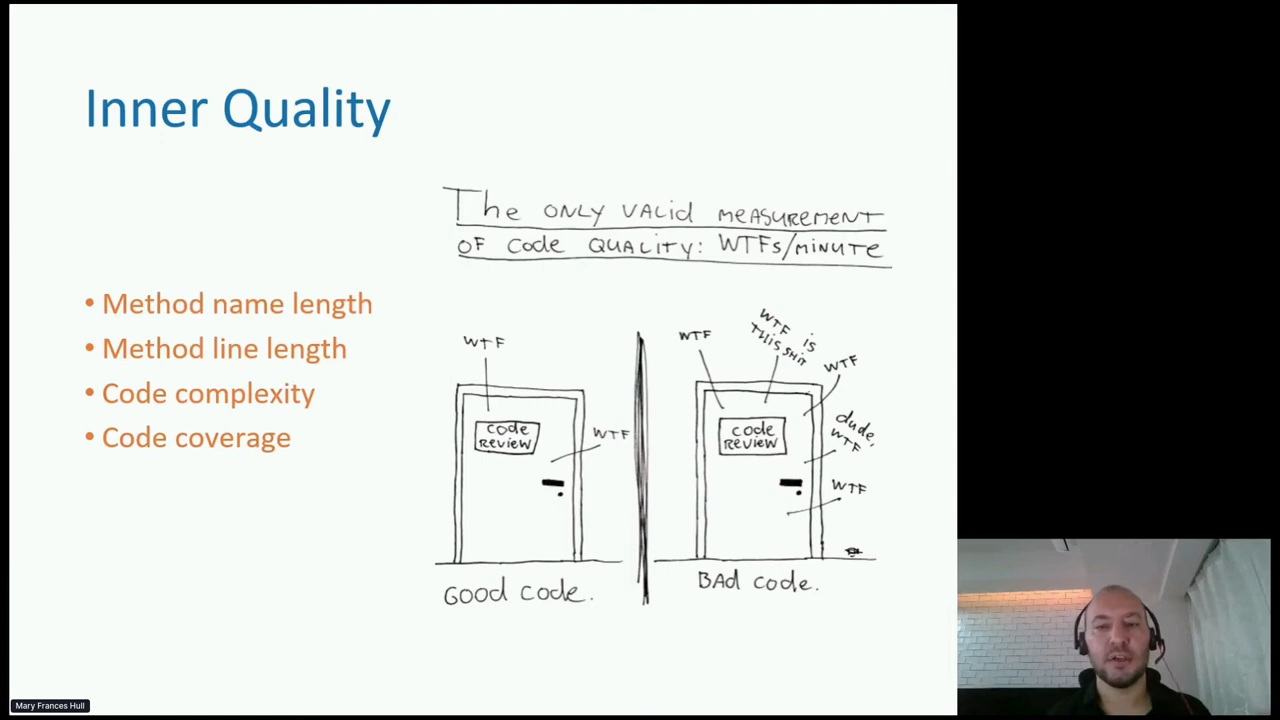 Inner Quality
The ONLY VALID MEASUREMENT
OF Code QUALITY: WTFs/MINUTE
• Method name length
• Method line length
• Code complexity
• Code coverage
WTF
Code
REVIEW
WTF
GOOD Code.
WTF
WTF is
THIS SHIT
WTF
dude,
WTF
Code
REVIEW
WTF
BAd Code.
Mary Frances Hull